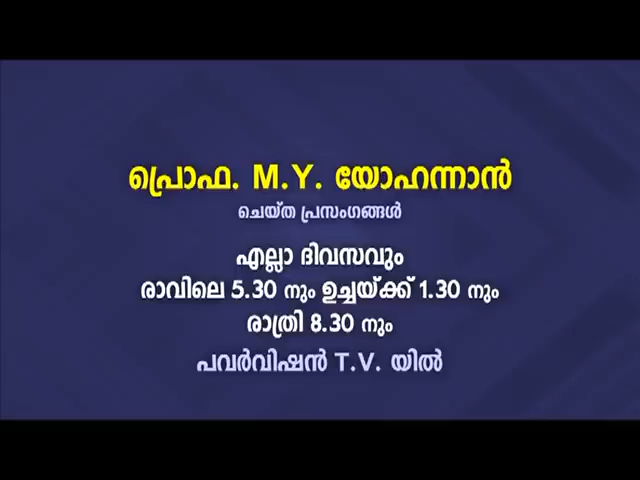 പ്രൊഫ. M.Y. യോഹന്നാൻ
ചെയ്ത പ്രസംഗങ്ങൾ
എല്ലാ ദിവസവും
രാവിലെ 5.30 നും ഉച്ചയ്ക്ക് 1.30 നും
രാത്രി 8.30 നും
പവർവിഷൻ T.V. യിൽ